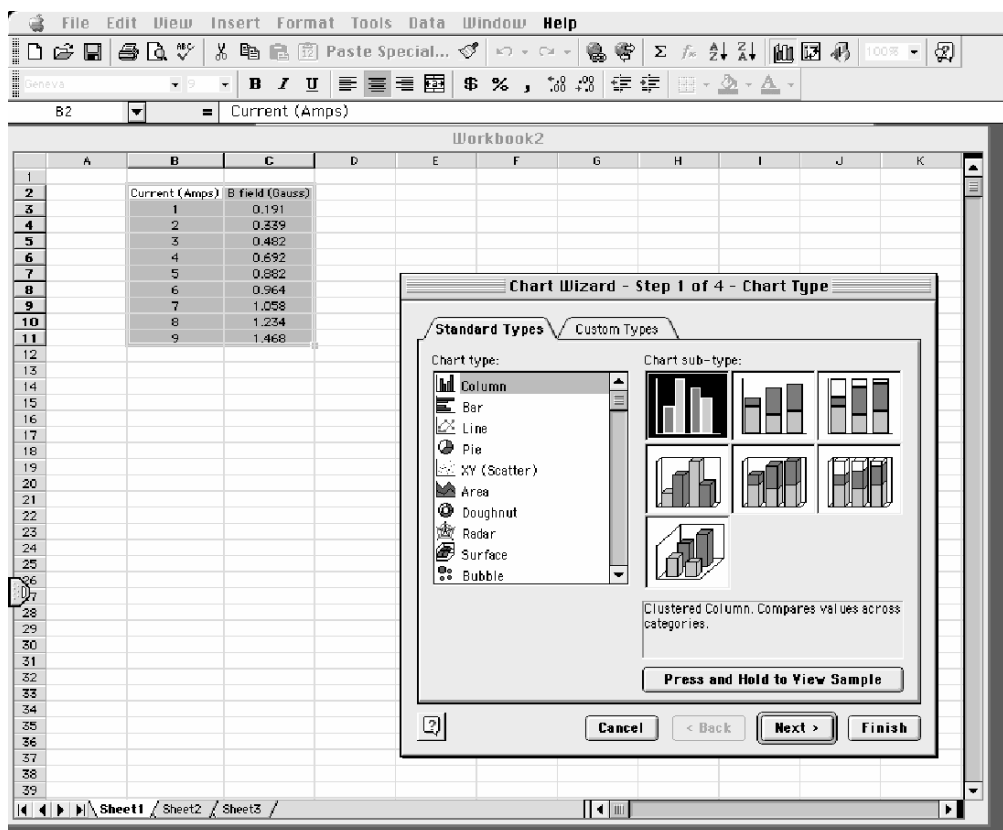 File Edit View Insert Format Tools Data Window Help
Paste Special... 100%
Geneva 9 B I U $ % ,
B2 = Current (Amps)
Workbook2
A B C D E F G H I J K
1
2 Current (Amps) B field (Gauss)
3 1 0.191
4 2 0.339
5 3 0.482
6 4 0.692
7 5 0.882
8 6 0.964
9 7 1.058
10 8 1.234
11 9 1.468
12
13
14
15
16
17
18
19
20
21
22
23
24
25
26
27
28
29
30
31
32
33
34
35
36
37
38
39
Chart Wizard - Step 1 of 4 - Chart Type
Standard Types Custom Types
Chart type: Chart sub-type:
Column
Bar
Line
Pie
XY (Scatter)
Area
Doughnut
Radar
Surface
Bubble
Clustered Column. Compares values across
categories.
Press and Hold to View Sample
Cancel < Back Next > Finish
Sheet1 Sheet2 Sheet3